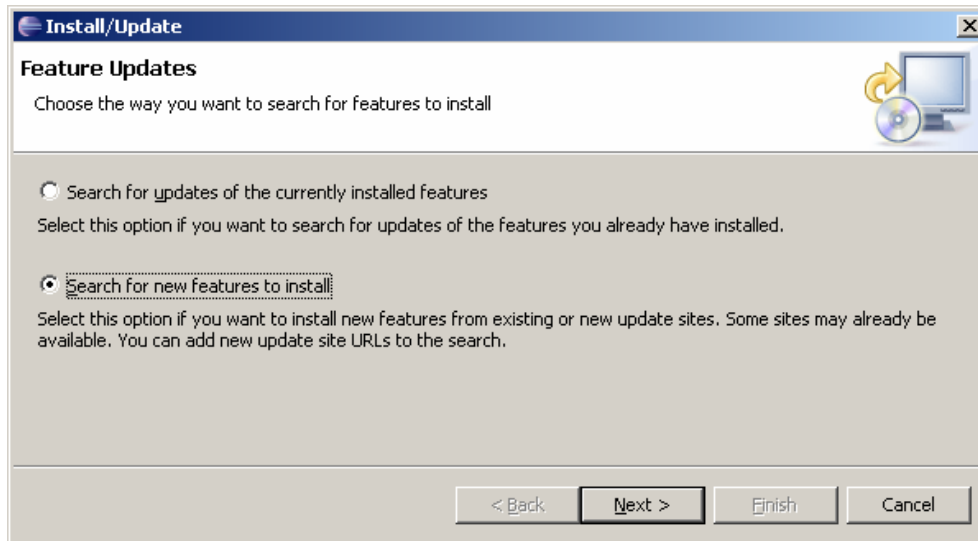 Install/Update
Feature Updates
Choose the way you want to search for features to install
Search for updates of the currently installed features
Select this option if you want to search for updates of the features you already have installed.
Search for new features to install
Select this option if you want to install new features from existing or new update sites. Some sites may already be
available. You can add new update site URLs to the search.
< Back Next > Finish Cancel